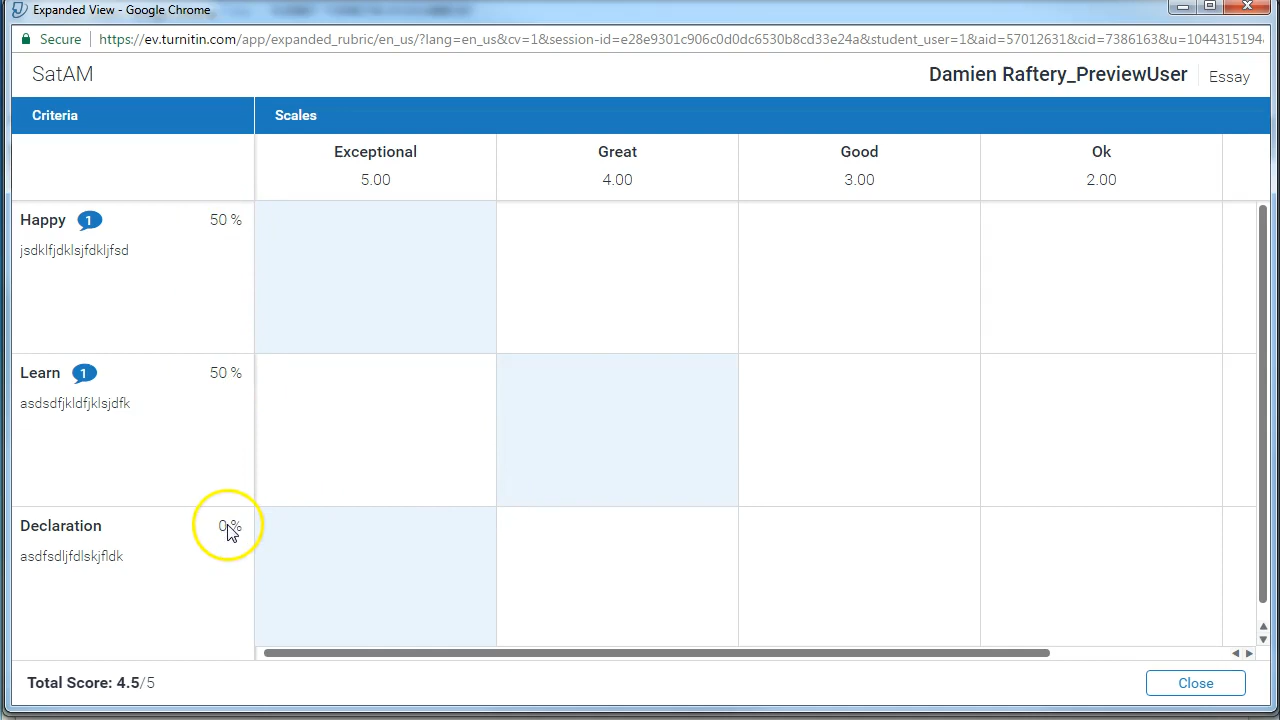 Expanded View - Google Chrome
Secure https://ev.turnitin.com/app/expanded_rubric/en_us/?lang=en_us&cv=1&session-id=e28e9301c906c0d0dc6530b8cd33e24a&student_user=1&aid=57012631&cid=7386163&u=1044315194
SatAM
Damien Raftery_PreviewUser Essay
Criteria Scales
Exceptional Great Good Ok
5.00 4.00 3.00 2.00
Happy 1 50 %
jsdklfjdklsjfdkljfsd
Learn 1 50 %
asdsdfjkldfjklsjdfk
Declaration 0 %
asdfsdljfdlskjfldk
Total Score: 4.5/5
Close